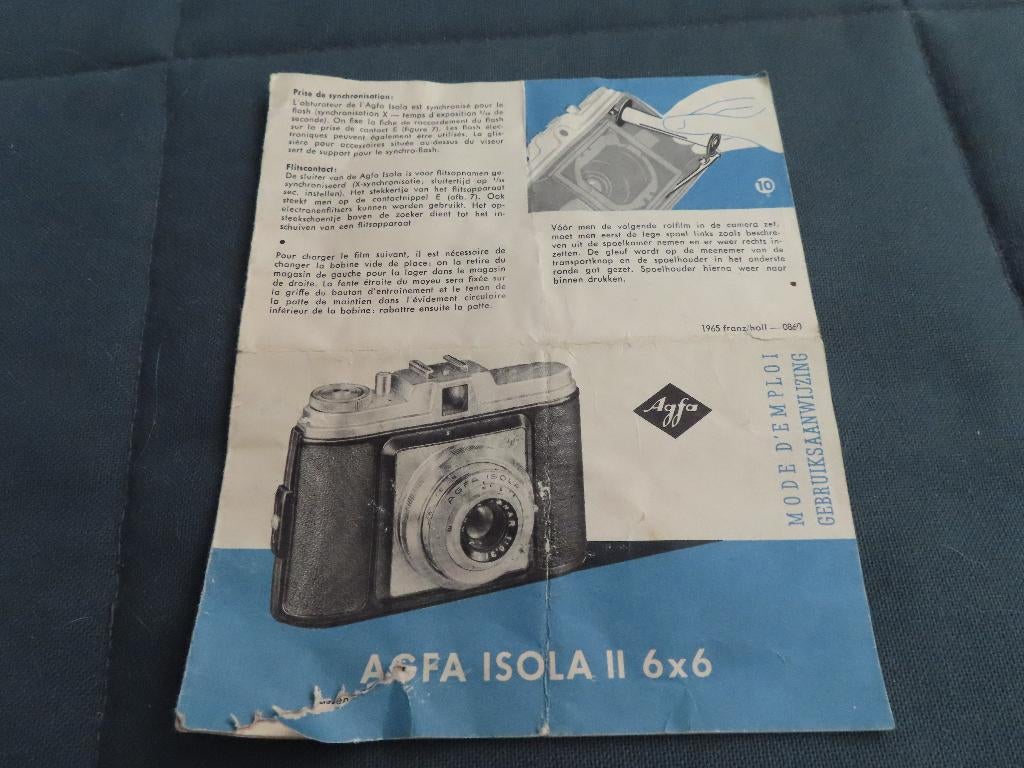 Prise de synchronisation:
L'obturateur de l'Agfa Isola est synchronisé pour le
flash (synchronisation X — temps d'exposition
seconde). On fixe la fiche de raccordement du flash
sur la prise de contact E (figure 7). Les flash élec-
troniques peuvent également être utilisés. La glis-
sière pour accessoires située au-dessus du viseur
sert de support pour le synchro-flash.
Flitscontact:
De sluiter van de Agfa Isola is voor flitsopnamen ge-
synchroniseerd (X-synchronisatie, sluitertijd op
sec. instellen). Het stekkertje van het flitsapparaat
steekt men op de contactnippel E (afb. 7). Ook
electronenflitsers kunnen worden gebruikt. Het op-
steekschoentje boven de zoeker dient tot het in-
schuiven van een flitsapparaat
Pour charger le film suivant, il est nécessaire de
changer la bobine vide de place: on la retire du
magasin de gauche pour la loger dans le magasin
de droite. La fente étroite du moyeu sera fixée sur
la griffe du bouton d'entraînement et le tenon de
la patte de maintien dans l'évidement circulaire
inférieur de la bobine: rabattre ensuite la patte.
10
Vóór men de volgende rolfilm in de camera zet,
moet men eerst de lege spoel links zoals beschre-
ven uit de spoelkamer nemen en er weer rechts in-
zetten. De gleuf wordt op de meenemer van de
transportknop en de spoelhouder in het onderste
ronde gat gezet. Spoelhouder hierna weer naar
binnen drukken.
1965 franz/holl — 0860
Agfa
MODE D'EMPLOI
GEBRUIKSAANWIJZING
AGFA ISOLA
AGFA ISOLA II 6x6